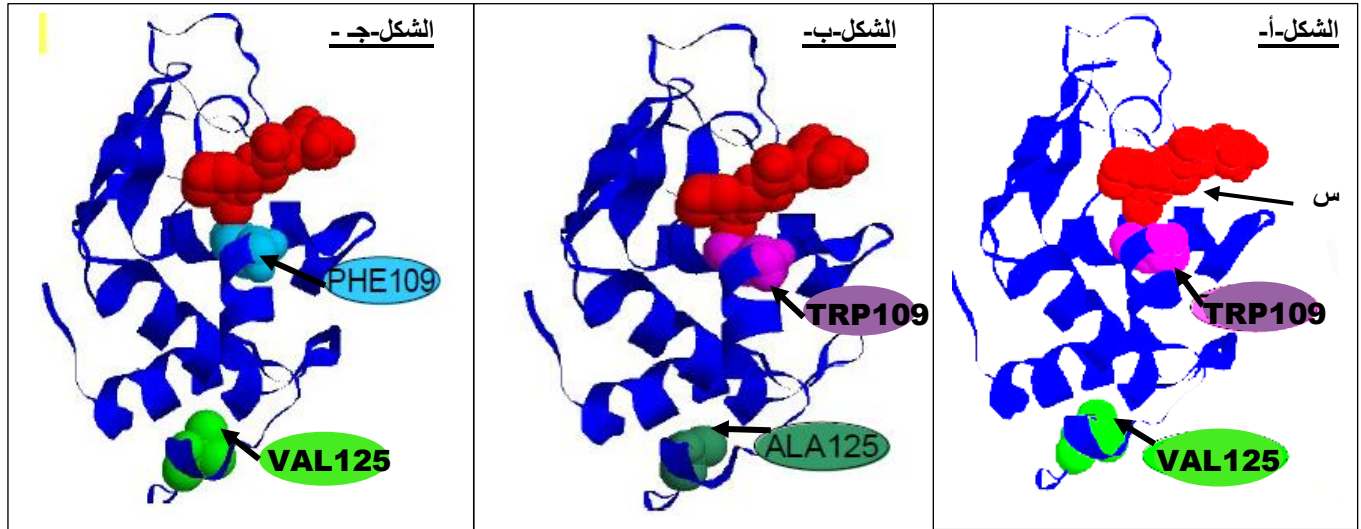 الشكل-أ-
س
TRP109
VAL125
الشكل-ب-
TRP109
ALA125
الشكل-جـ -
PHE109
VAL125